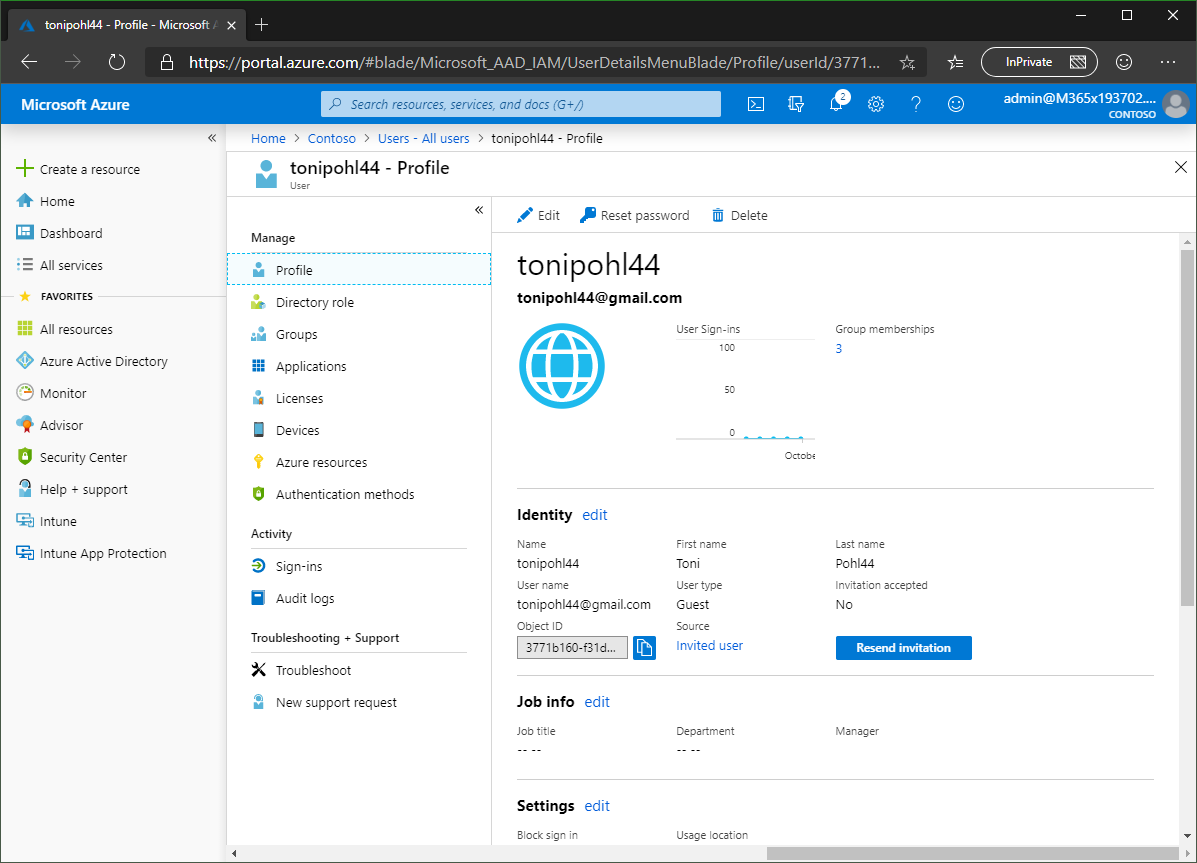 tonipohl44 - Profile - Microsoft A
https://portal.azure.com/#blade/Microsoft_AAD_IAM/UserDetailsMenuBlade/Profile/userId/3771...
InPrivate
Microsoft Azure
Search resources, services, and docs (G+/)
2
admin@M365x193702....
CONTOSO
Create a resource
Home
Dashboard
All services
FAVORITES
All resources
Azure Active Directory
Monitor
Advisor
Security Center
Help + support
Intune
Intune App Protection
Home > Contoso > Users - All users > tonipohl44 - Profile
tonipohl44 - Profile
User
Manage
Profile
Directory role
Groups
Applications
Licenses
Devices
Azure resources
Authentication methods
Activity
Sign-ins
Audit logs
Troubleshooting + Support
Troubleshoot
New support request
Edit Reset password Delete
tonipohl44
tonipohl44@gmail.com
User Sign-ins
100
50
0
Octobe
Group memberships
3
Identity edit
Name First name Last name
tonipohl44 Toni Pohl44
User name User type Invitation accepted
tonipohl44@gmail.com Guest No
Object ID Source
3771b160-f31d... Invited user Resend invitation
Job info edit
Job title Department Manager
-- -- -- --
Settings edit
Block sign in Usage location